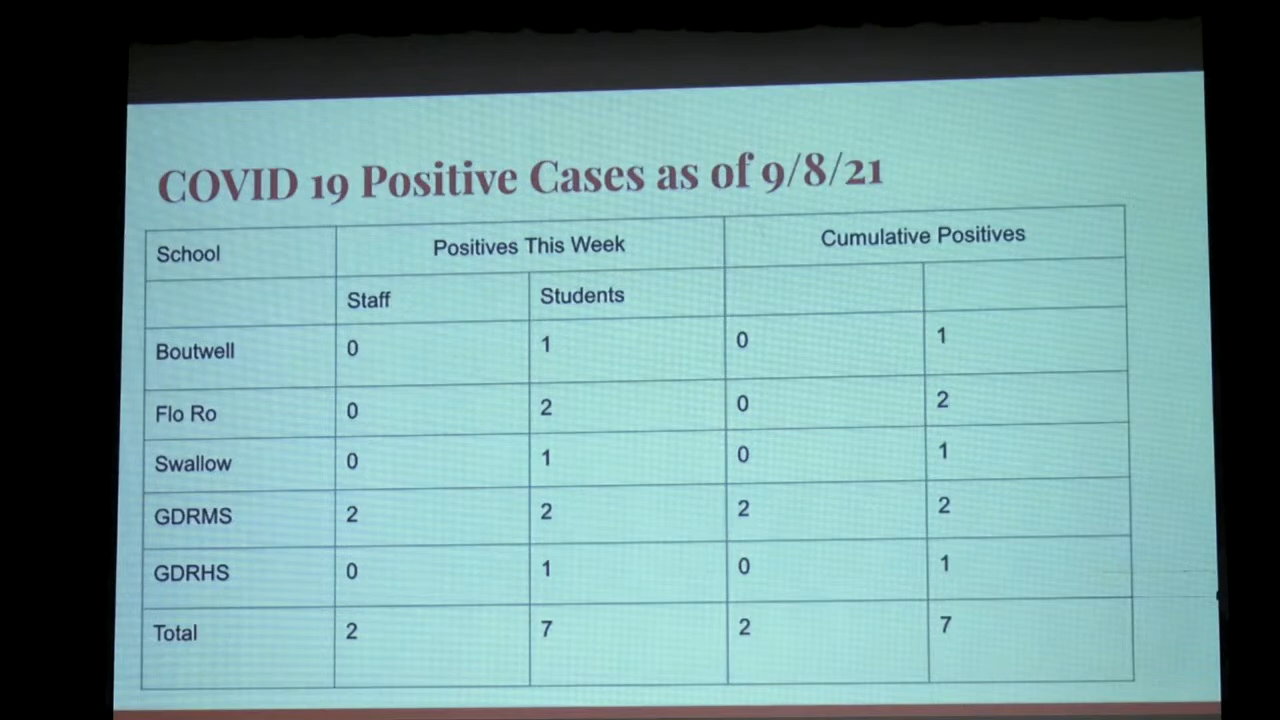 COVID 19 Positive Cases as of 9/8/21
School Positives This Week Cumulative Positives
Staff Students
Boutwell 0 1 0 1
Flo Ro 0 2 0 2
Swallow 0 1 0 1
GDRMS 2 2 2 2
GDRHS 0 1 0 1
Total 2 7 2 7